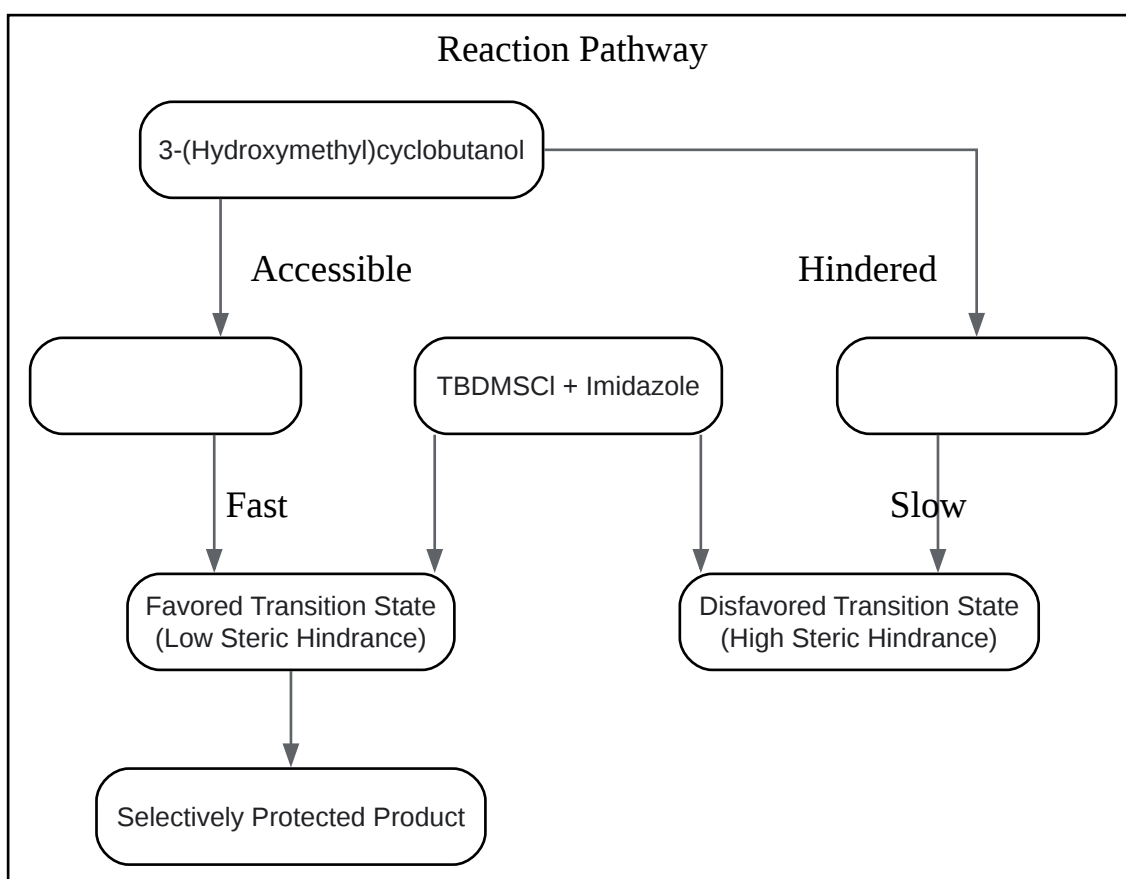 Reaction Pathway
3-(Hydroxymethyl)cyclobutanol
Accessible
Hindered
TBDMSCl + Imidazole
Fast
Slow
Favored Transition State
(Low Steric Hindrance)
Disfavored Transition State
(High Steric Hindrance)
Selectively Protected Product